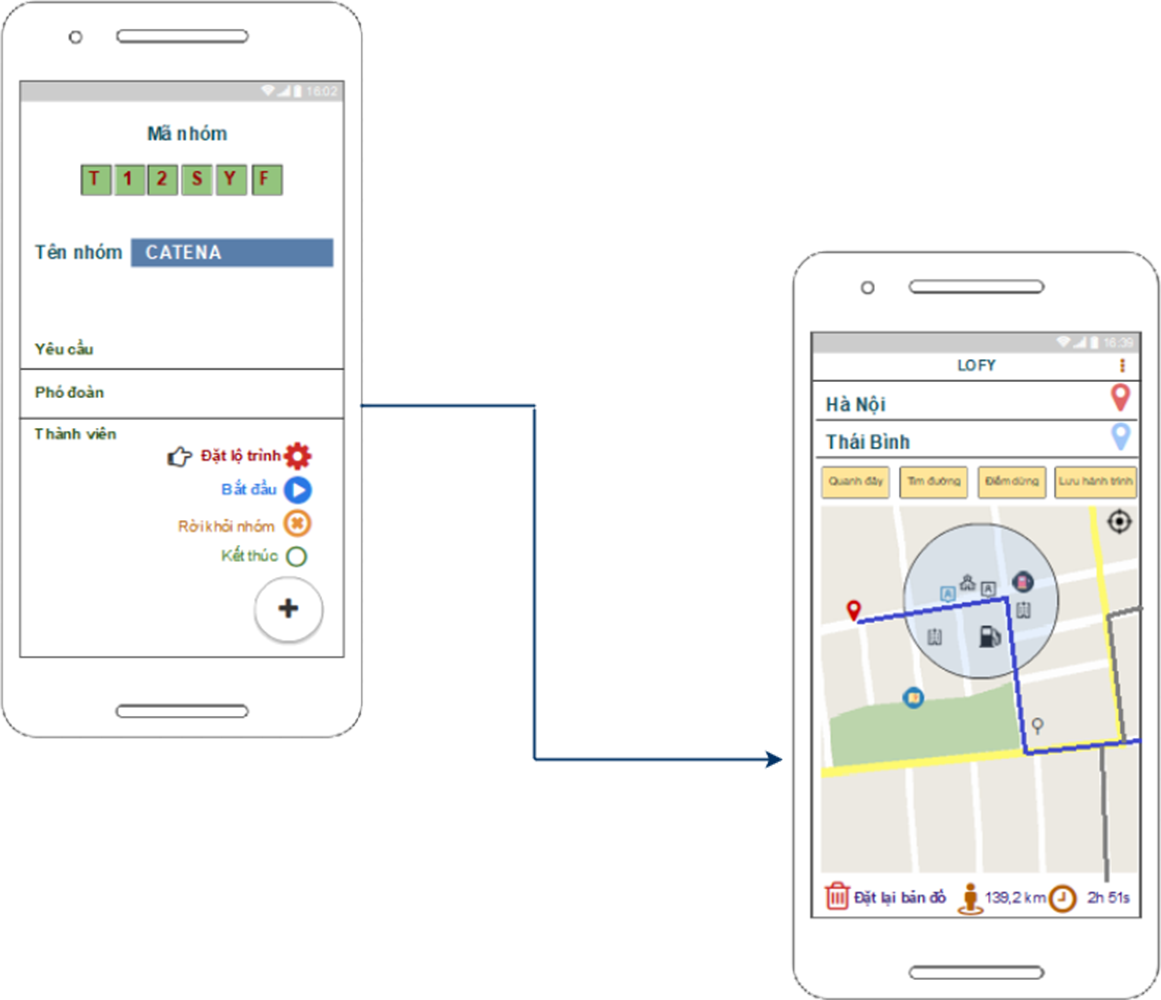 16:02
Mã nhóm
T 1 2 S Y F
Tên nhóm CATENA
Yêu cầu
Phó đoàn
Thành viên
Đặt lộ trình
Bắt đầu
Rời khỏi nhóm
Kết thúc
16:39
LOFY
Hà Nội
Thái Bình
Quanh đây Tìm đường Điểm dừng Lưu hành trình
A A
Đặt lại bản đồ 139,2 km 2h 51s